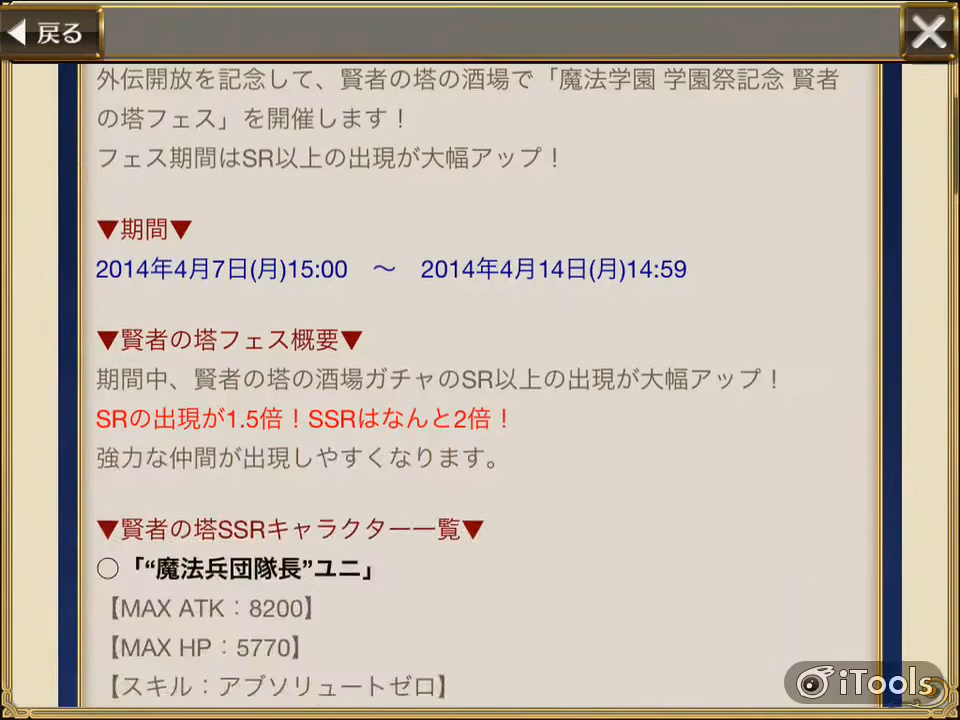 戻る
外伝開放を記念して、賢者の塔の酒場で「魔法学園 学園祭記念 賢者
の塔フェス」を開催します！
フェス期間はSR以上の出現が大幅アップ！
▼期間▼
2014年4月7日(月)15:00　～　2014年4月14日(月)14:59
▼賢者の塔フェス概要▼
期間中、賢者の塔の酒場ガチャのSR以上の出現が大幅アップ！
SRの出現が1.5倍！SSRはなんと2倍！
強力な仲間が出現しやすくなります。
▼賢者の塔SSRキャラクター一覧▼
○「“魔法兵団隊長”ユニ」
【MAX ATK：8200】
【MAX HP：5770】
【スキル：アブソリュートゼロ】
iTools